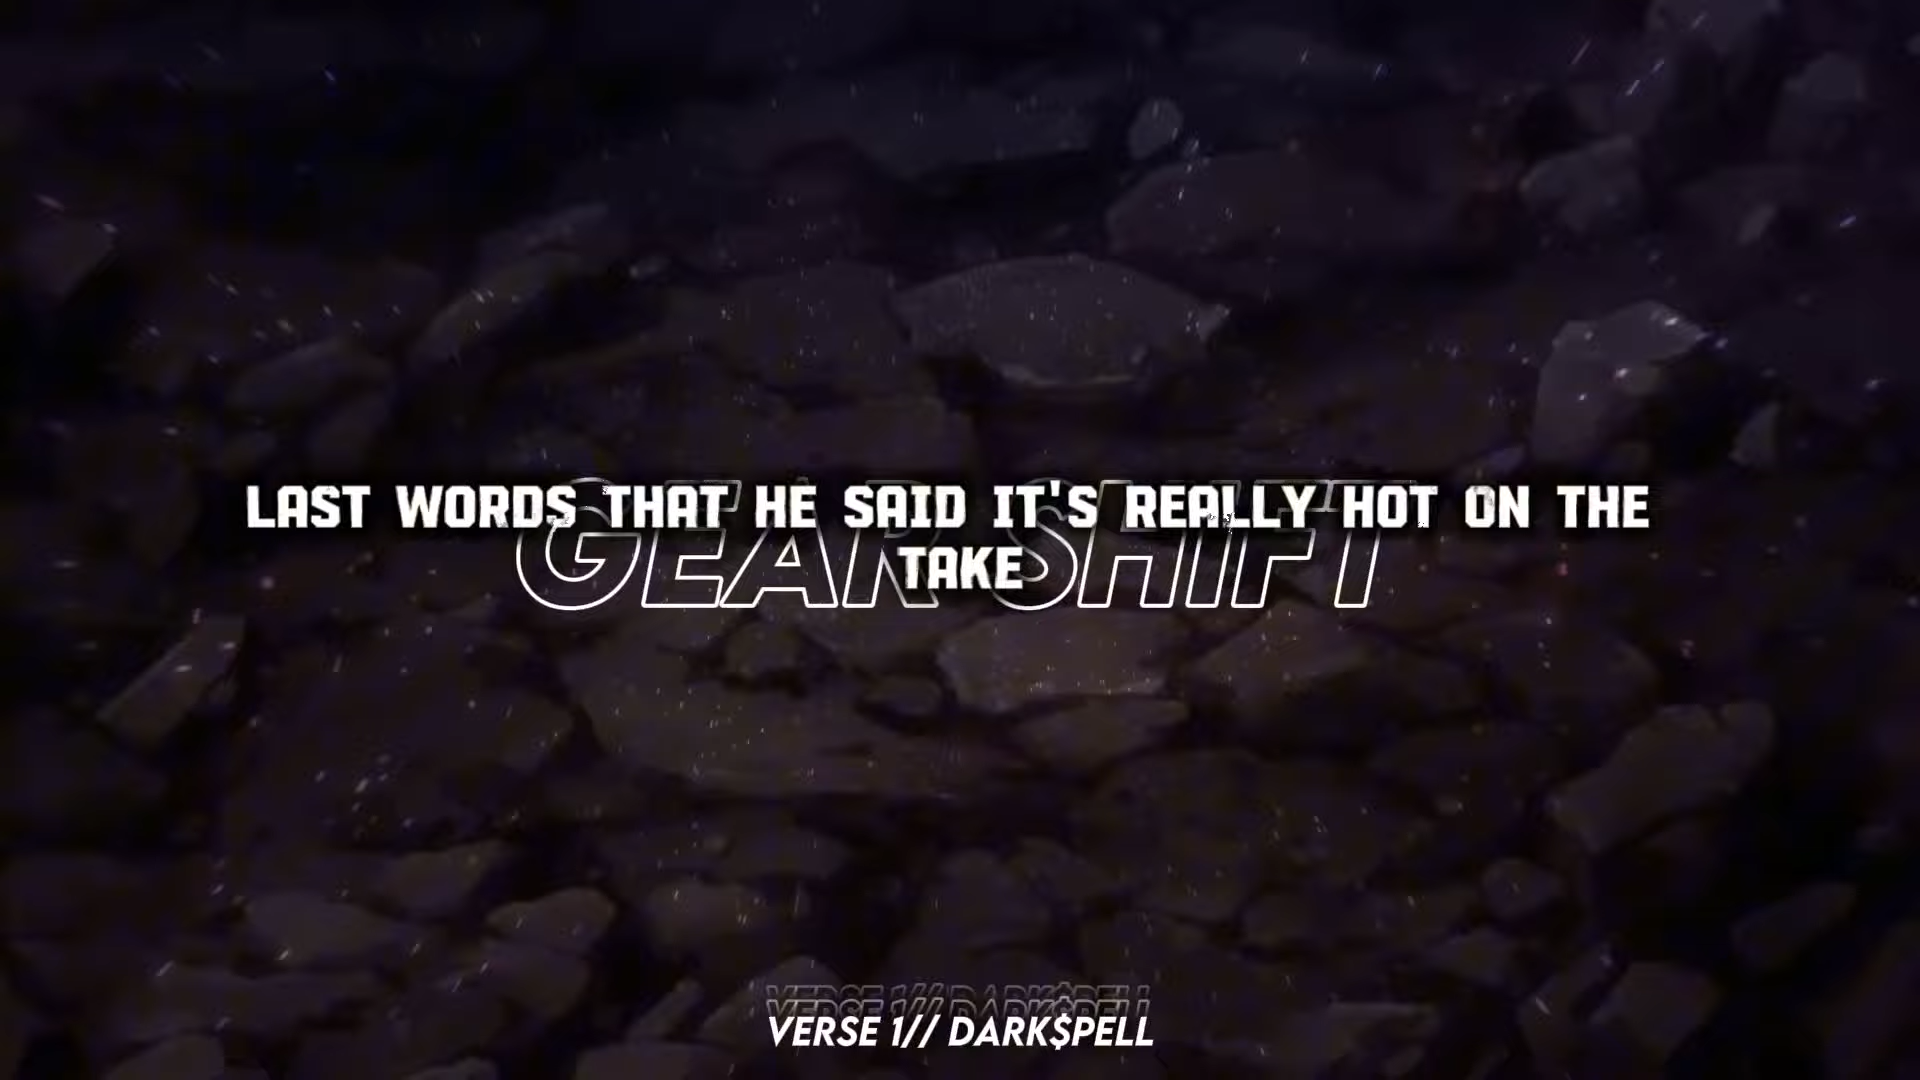 LAST WORDS THAT HE SAID IT'S REALLY HOT ON THE
TAKE
GEAR SHIFT
VERSE 1// DARK$PELL
VERSE 1// DARK$PELL